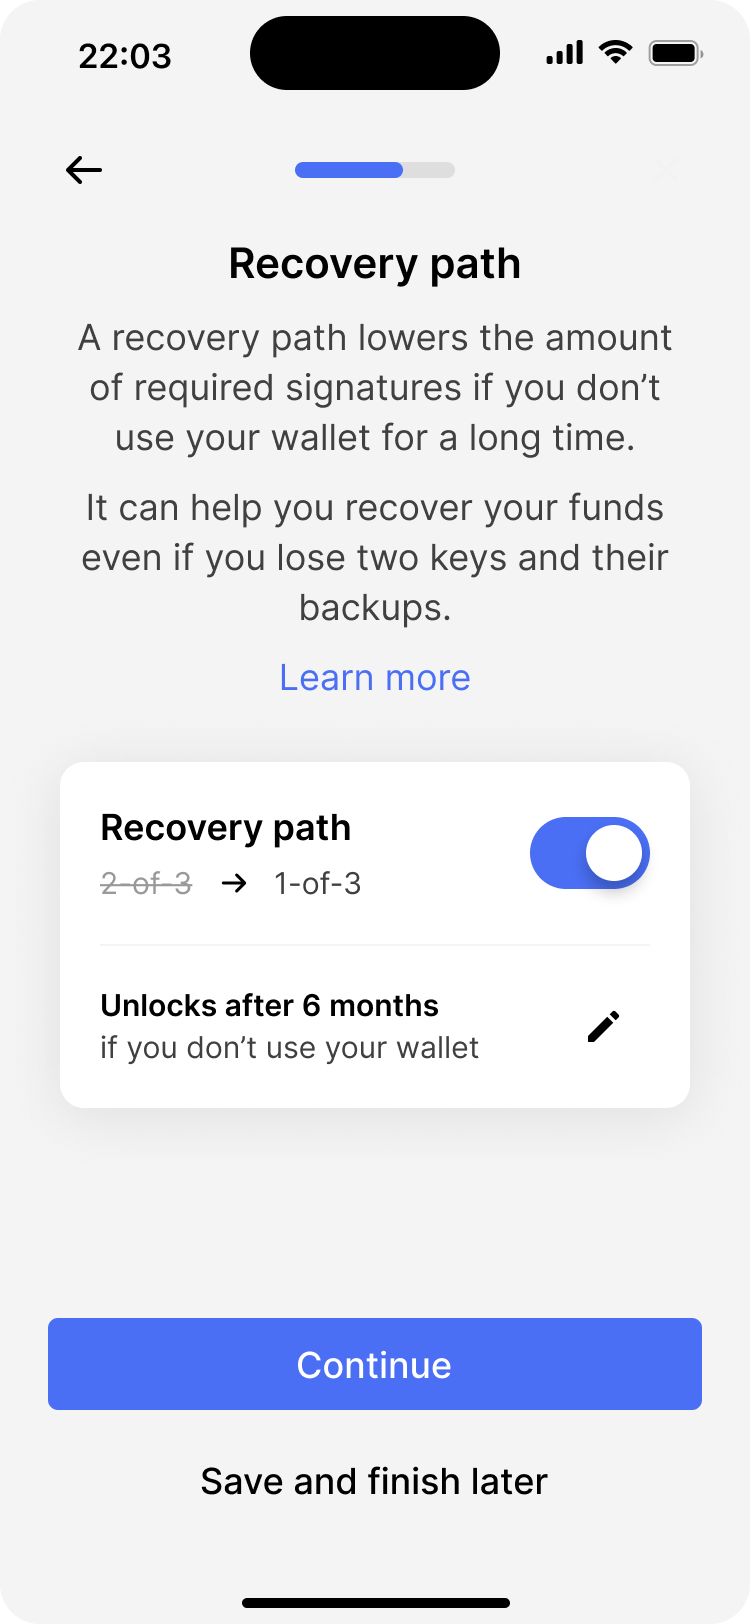 22:03
Recovery path
A recovery path lowers the amount
of required signatures if you don’t
use your wallet for a long time.
It can help you recover your funds
even if you lose two keys and their
backups.
Learn more
Recovery path
2-of-3 → 1-of-3
Unlocks after 6 months
if you don’t use your wallet
Continue
Save and finish later